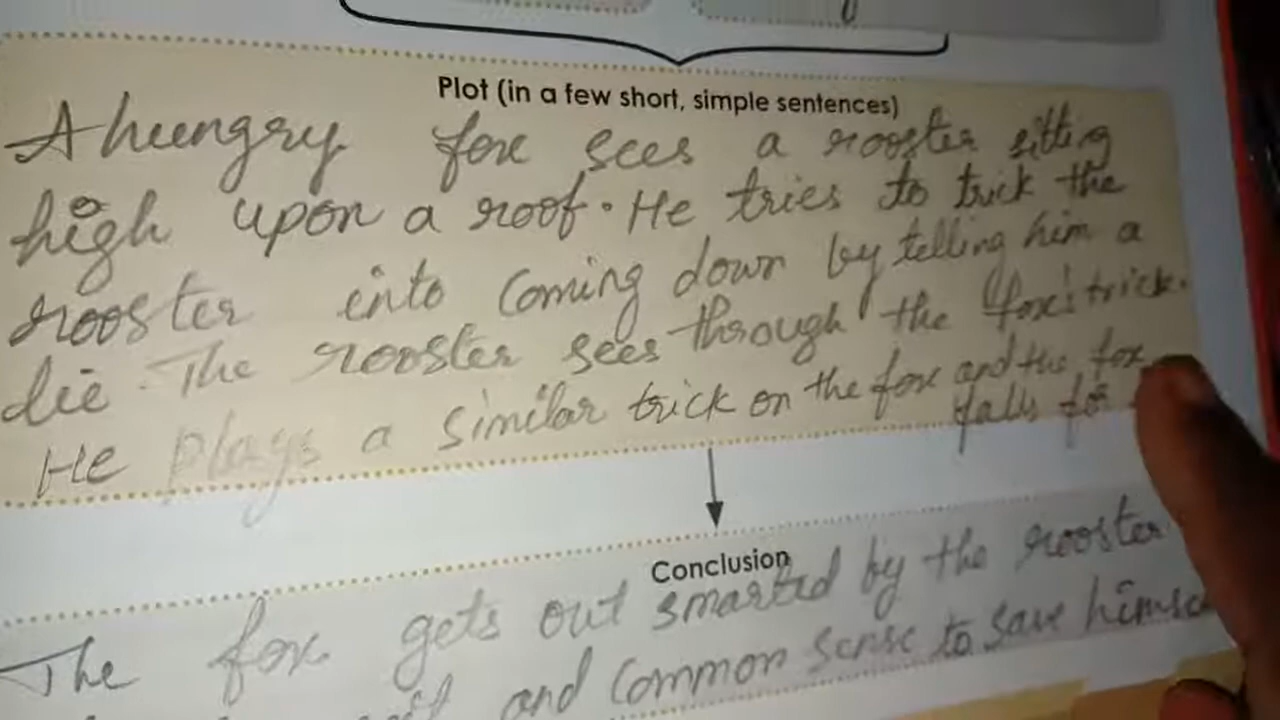 Plot (in a few short, simple sentences)
A hungry fox sees a rooster sitting
high upon a roof. He tries to trick the
rooster into coming down by telling him a
lie. The rooster sees through the fox's trick.
He plays a similar trick on the fox and the fox
falls for
Conclusion
The fox gets out smarted by the rooster
and common sense to save